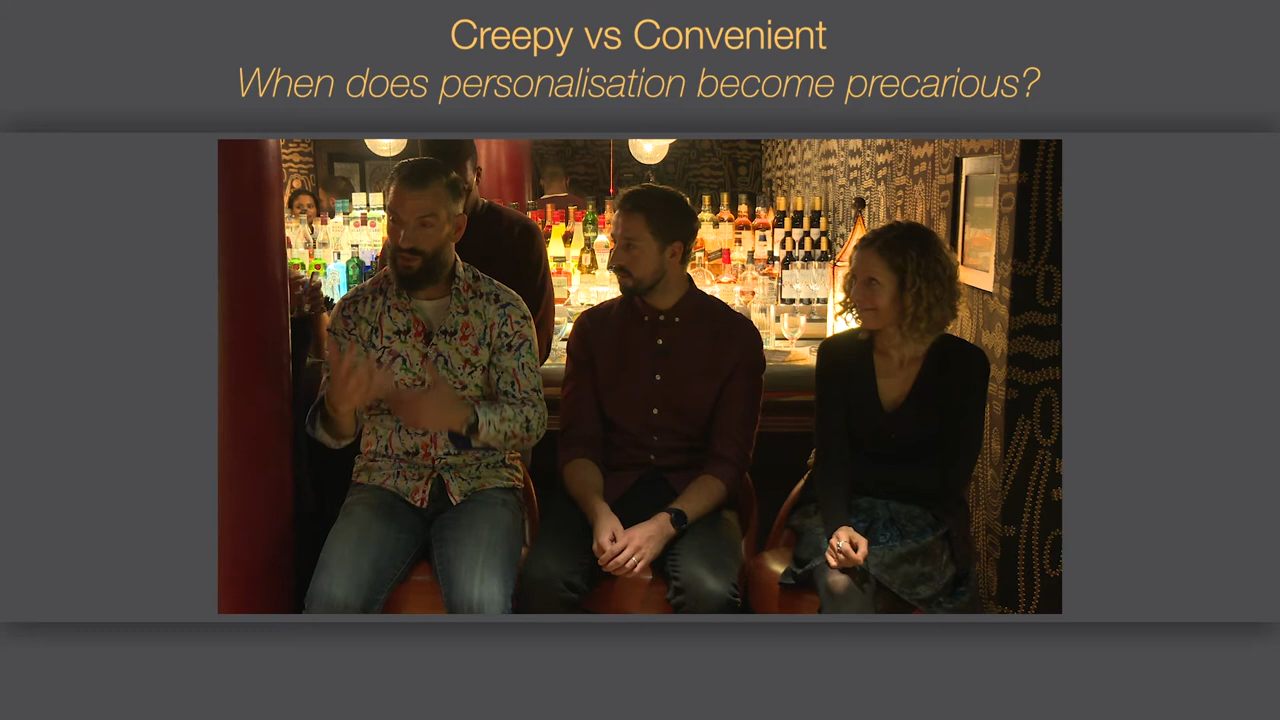 Creepy vs Convenient
When does personalisation become precarious?